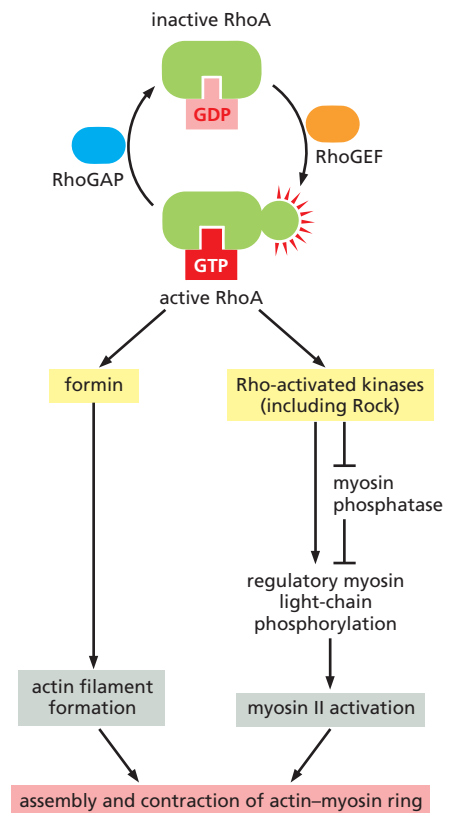 inactive RhoA
GDP
RhoGAP
RhoGEF
GTP
active RhoA
formin
Rho-activated kinases
(including Rock)
myosin
phosphatase
regulatory myosin
light-chain
phosphorylation
actin filament
formation
myosin II activation
assembly and contraction of actin–myosin ring